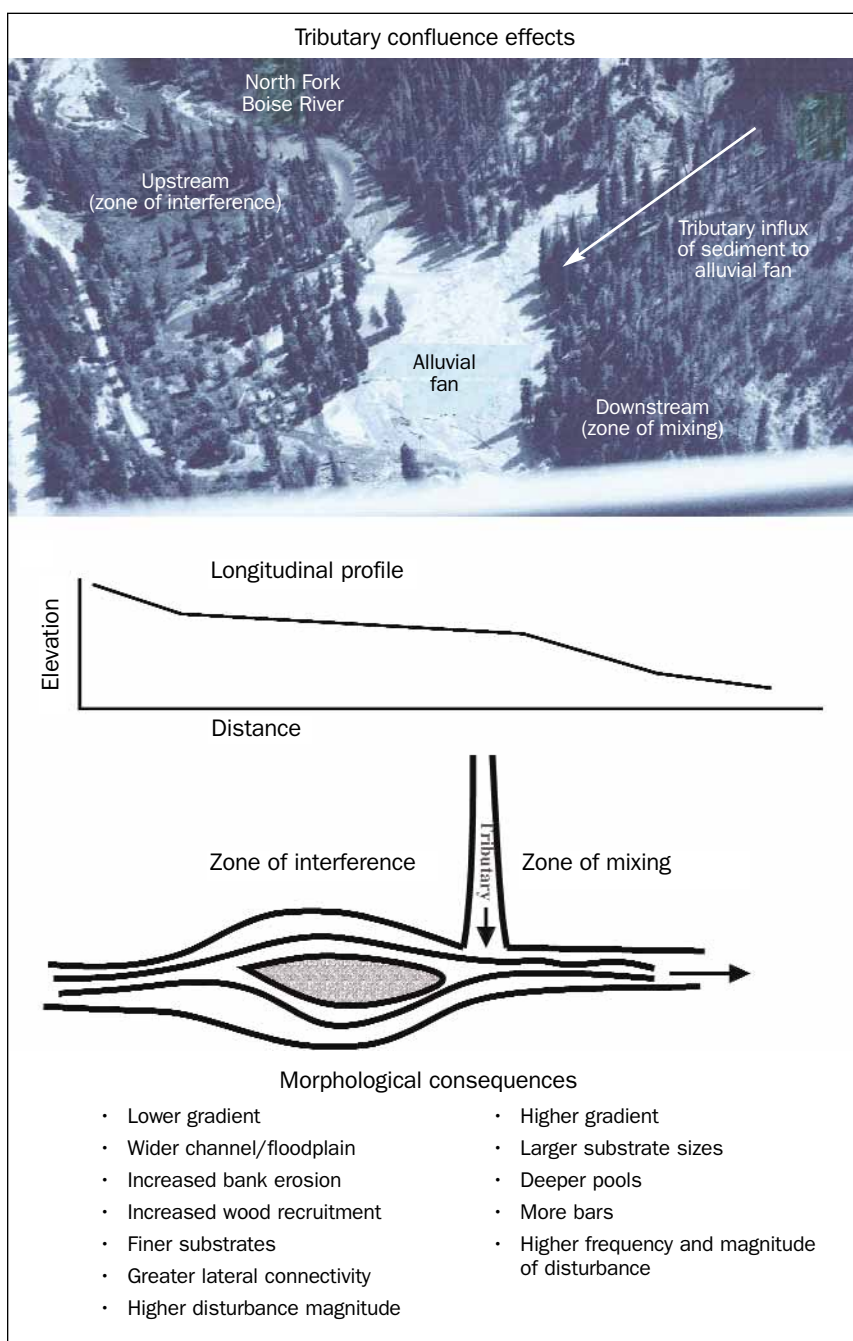 Tributary confluence effects
North Fork
Boise River
Upstream
(zone of interference)
Tributary influx
of sediment to
alluvial fan
Alluvial
fan
Downstream
(zone of mixing)
Longitudinal profile
Elevation
Distance
Zone of interference
Tributary
Zone of mixing
Morphological consequences
· Lower gradient
· Wider channel/floodplain
· Increased bank erosion
· Increased wood recruitment
· Finer substrates
· Greater lateral connectivity
· Higher disturbance magnitude
· Higher gradient
· Larger substrate sizes
· Deeper pools
· More bars
· Higher frequency and magnitude
of disturbance